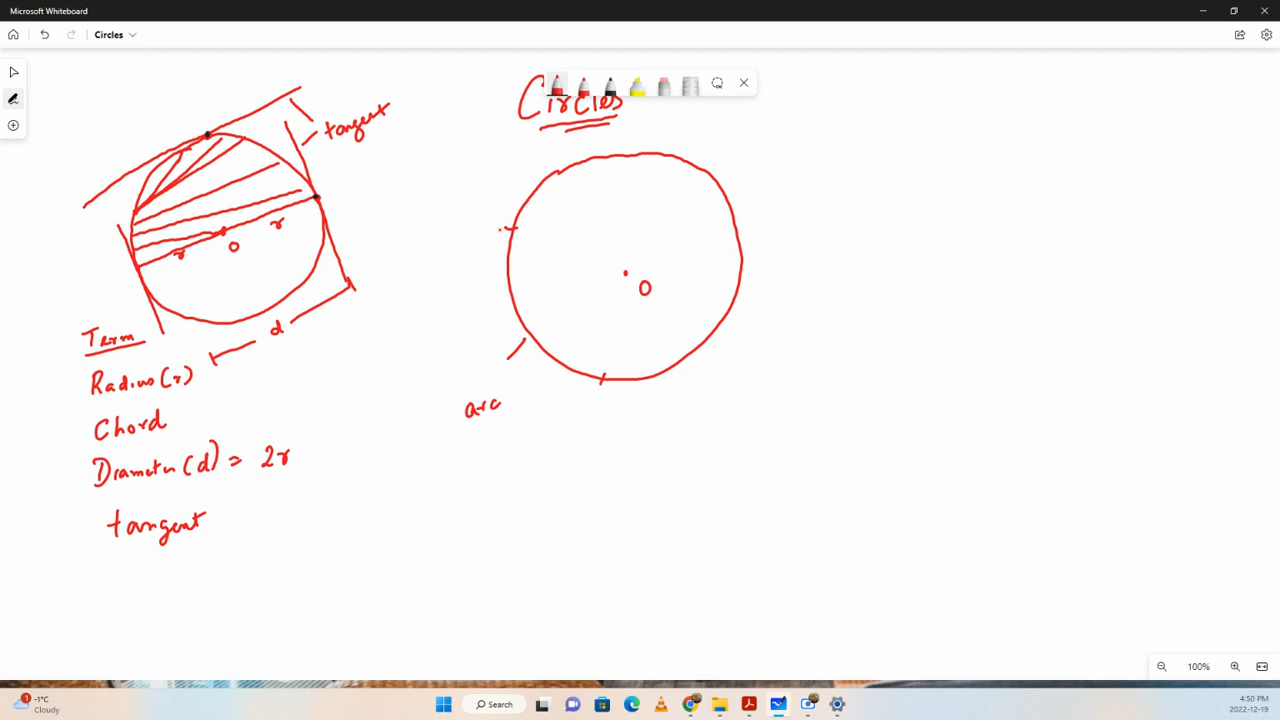 Microsoft Whiteboard
Circles
Circles
tangent
r
r
O
d
Term
Radius(r)
Chord
Diameter(d) = 2r
tangent
O
arc
100%
1
-1°C
Cloudy
Search
4:50 PM
2022-12-19